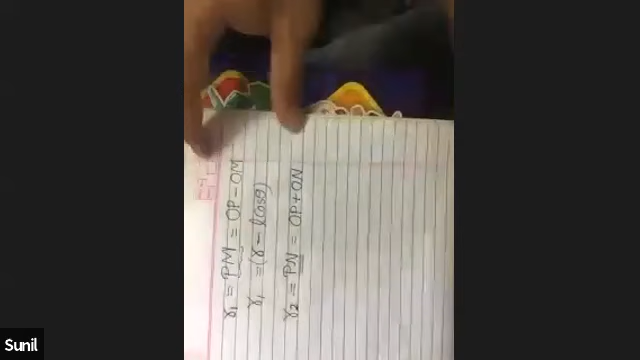 γ₁ = PM = OP - OM
γ₁ = (γ - lcosθ)
γ₂ = PN = OP + ON
Sunil